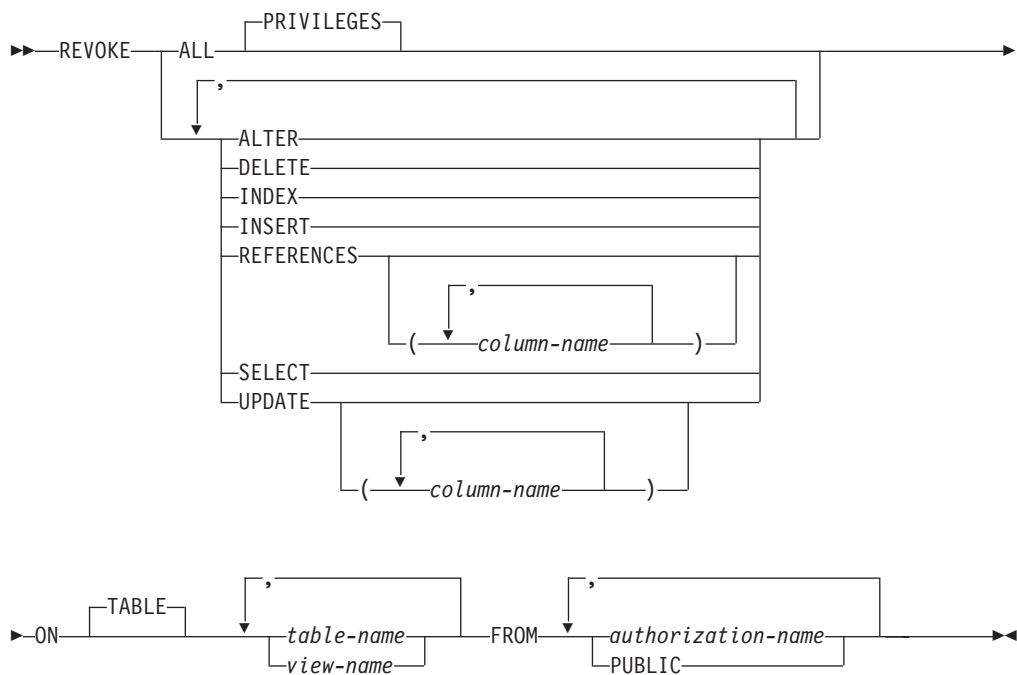 PRIVILEGES
REVOKE ALL
,
ALTER
DELETE
INDEX
INSERT
REFERENCES
,
( column-name )
SELECT
UPDATE
,
( column-name )
TABLE , ,
ON table-name FROM authorization-name
view-name PUBLIC